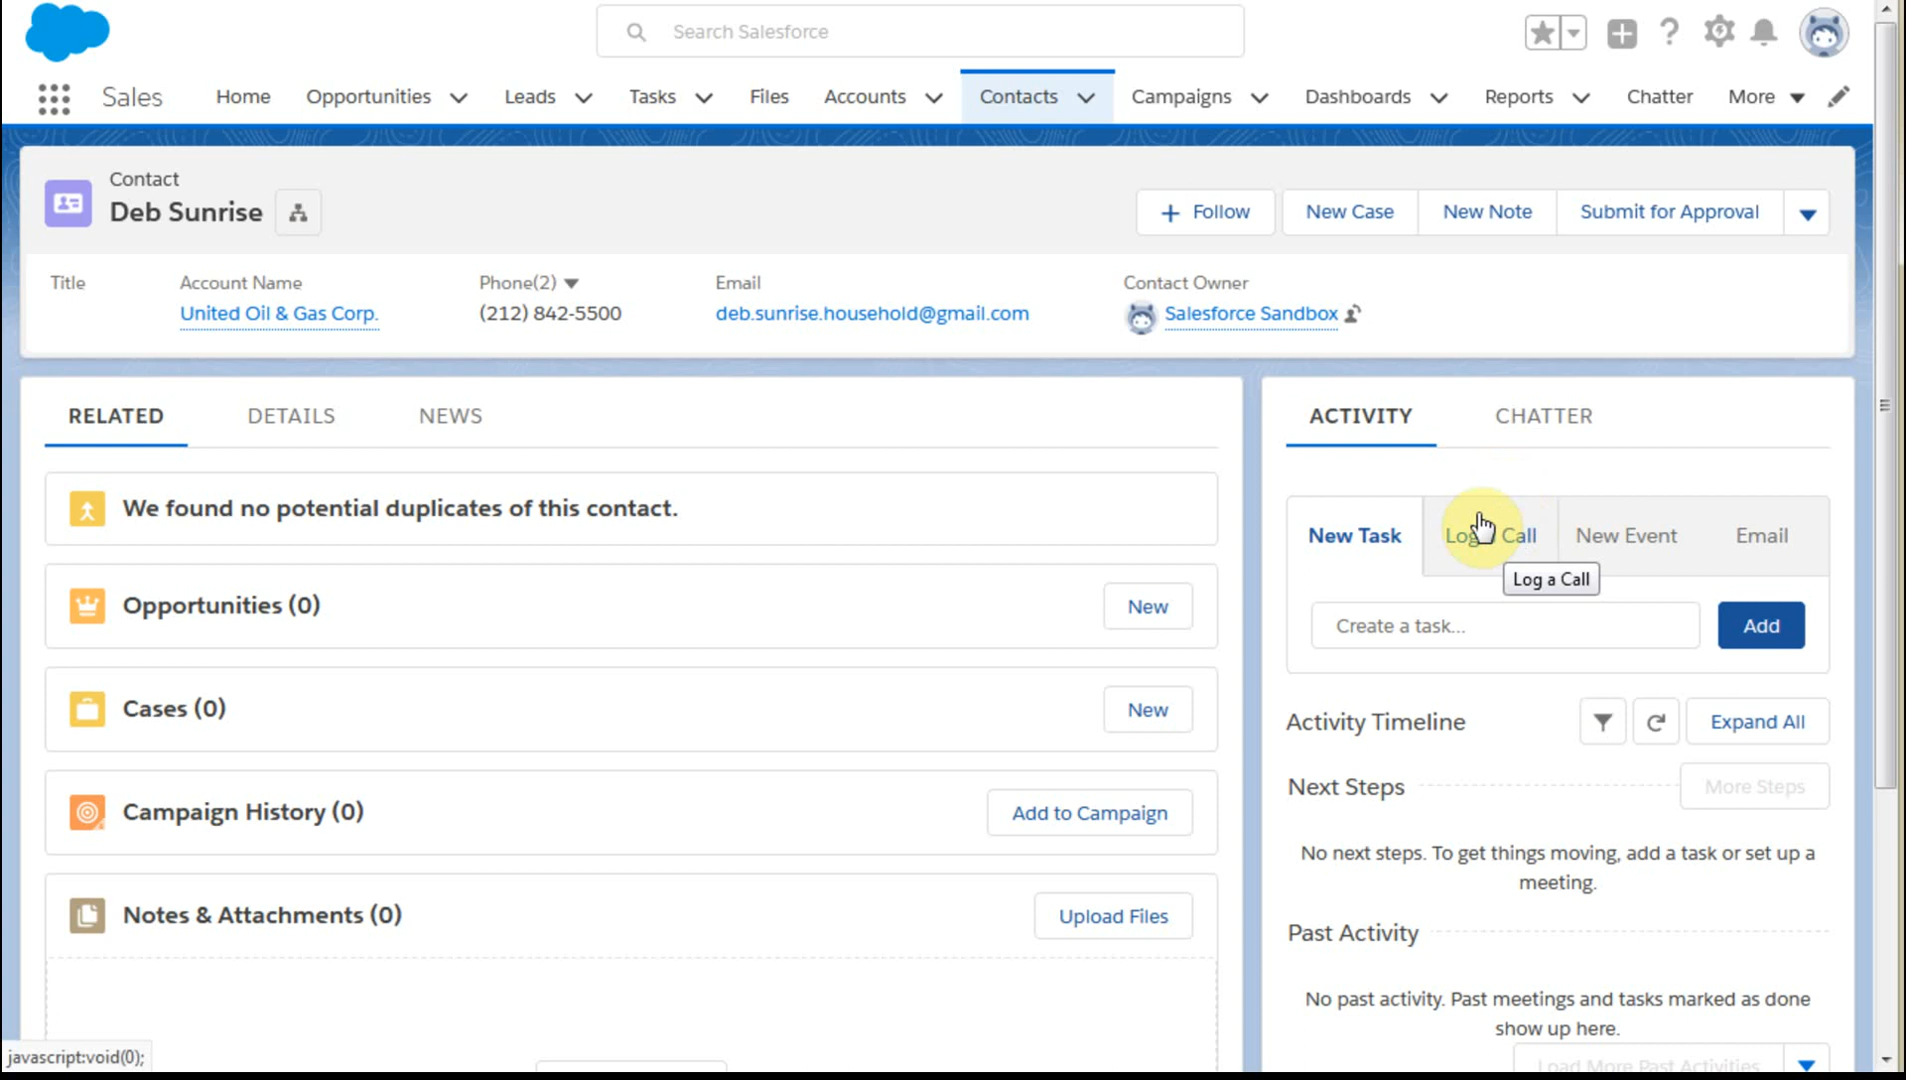 Search Salesforce
Sales Home Opportunities Leads Tasks Files Accounts Contacts Campaigns Dashboards Reports Chatter More
Contact
Deb Sunrise
Follow New Case New Note Submit for Approval
Title Account Name Phone(2) Email Contact Owner
United Oil & Gas Corp. (212) 842-5500 deb.sunrise.household@gmail.com Salesforce Sandbox
RELATED DETAILS NEWS
We found no potential duplicates of this contact.
Opportunities (0) New
Cases (0) New
Campaign History (0) Add to Campaign
Notes & Attachments (0) Upload Files
ACTIVITY CHATTER
New Task Log Call New Event Email
Log a Call
Create a task... Add
Activity Timeline Expand All
Next Steps More Steps
No next steps. To get things moving, add a task or set up a
meeting.
Past Activity
No past activity. Past meetings and tasks marked as done
show up here.
Load More Past Activities
javascript:void(0);